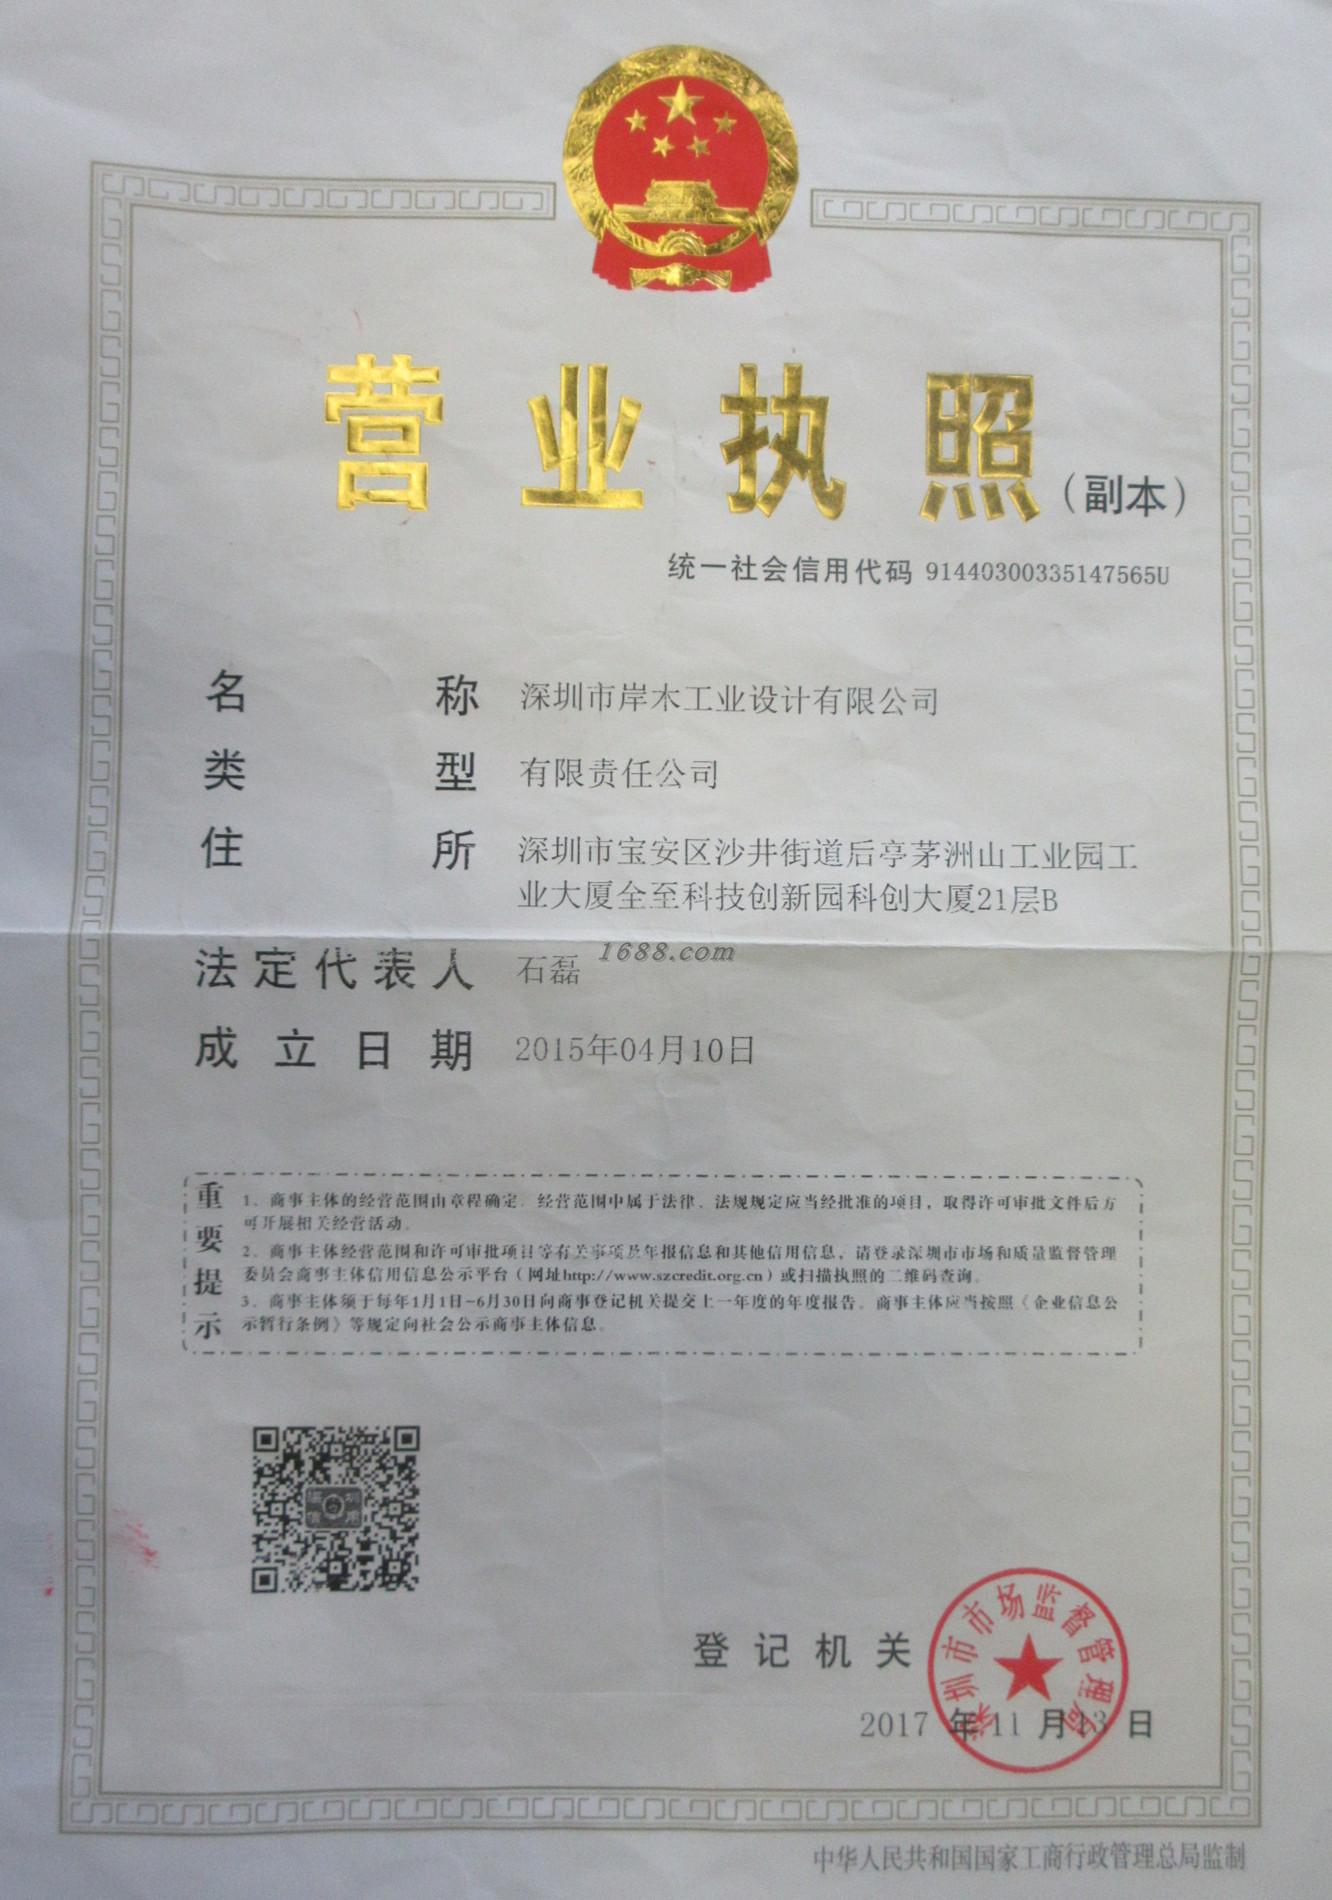 营业执照(副本)
统一社会信用代码 91440300335147565U
名称 深圳市岸木工业设计有限公司
类型 有限责任公司
住所 深圳市宝安区沙井街道后亭茅洲山工业园工
业大厦全至科技创新园科创大厦21层B
1688.com
法定代表人 石磊
成立日期 2015年04月10日
重要提示
1、商事主体的经营范围由章程确定。经营范围中属于法律、法规规定应当经批准的项目，取得许可审批文件后方
可开展相关经营活动。
2、商事主体经营范围和许可审批项目等有关事项及年报信息和其他信用信息，请登录深圳市市场和质量监督管理
委员会商事主体信用信息公示平台（网址http://www.szcredit.org.cn）或扫描执照的二维码查询。
3、商事主体须于每年1月1日-6月30日向商事登记机关提交上一年度的年度报告。商事主体应当按照《企业信息公
示暂行条例》等规定向社会公示商事主体信息。
深圳
信用
登记机关
深圳市市场监督管理局
2017年11月13日
中华人民共和国国家工商行政管理总局监制